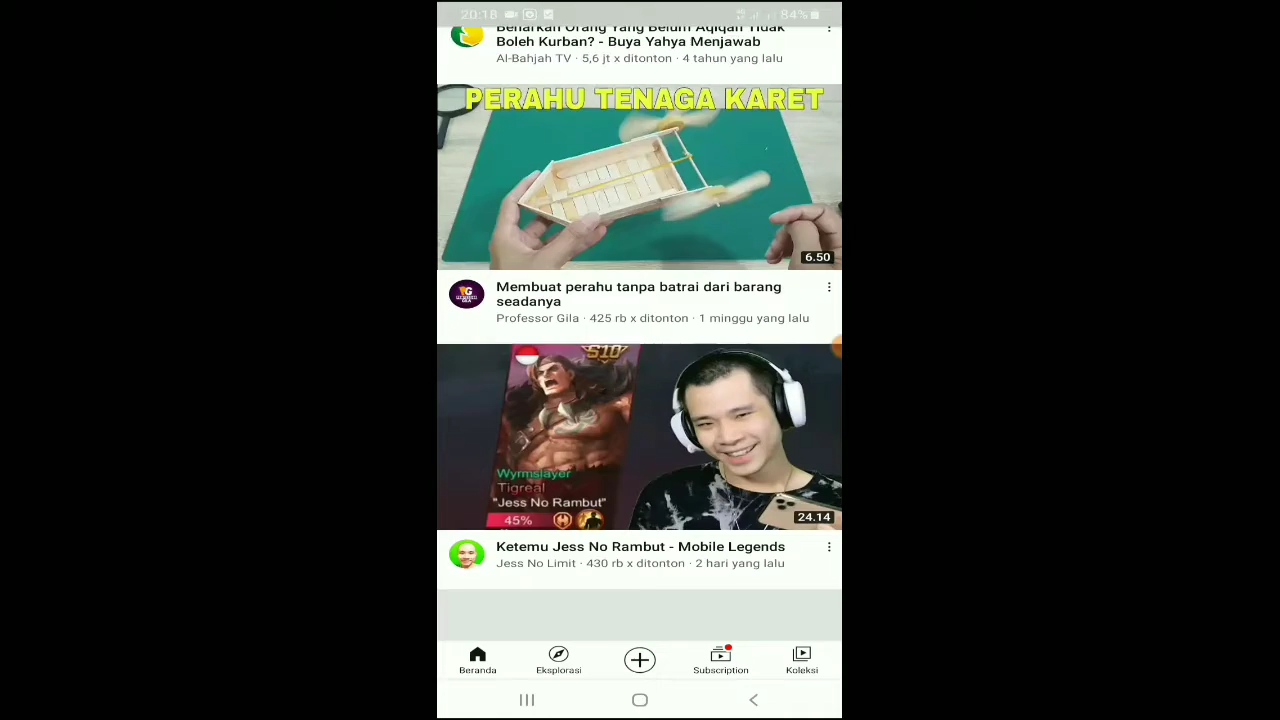 20:18
84%
Benarkah Orang Yang Belum Aqiqah Tidak
Boleh Kurban? - Buya Yahya Menjawab
Al-Bahjah TV · 5,6 jt x ditonton · 4 tahun yang lalu
PERAHU TENAGA KARET
6.50
Membuat perahu tanpa batrai dari barang
seadanya
Professor Gila · 425 rb x ditonton · 1 minggu yang lalu
S10
Wyrmslayer
Tigreal
"Jess No Rambut"
45%
24.14
Ketemu Jess No Rambut - Mobile Legends
Jess No Limit · 430 rb x ditonton · 2 hari yang lalu
Beranda
Eksplorasi
Subscription
Koleksi